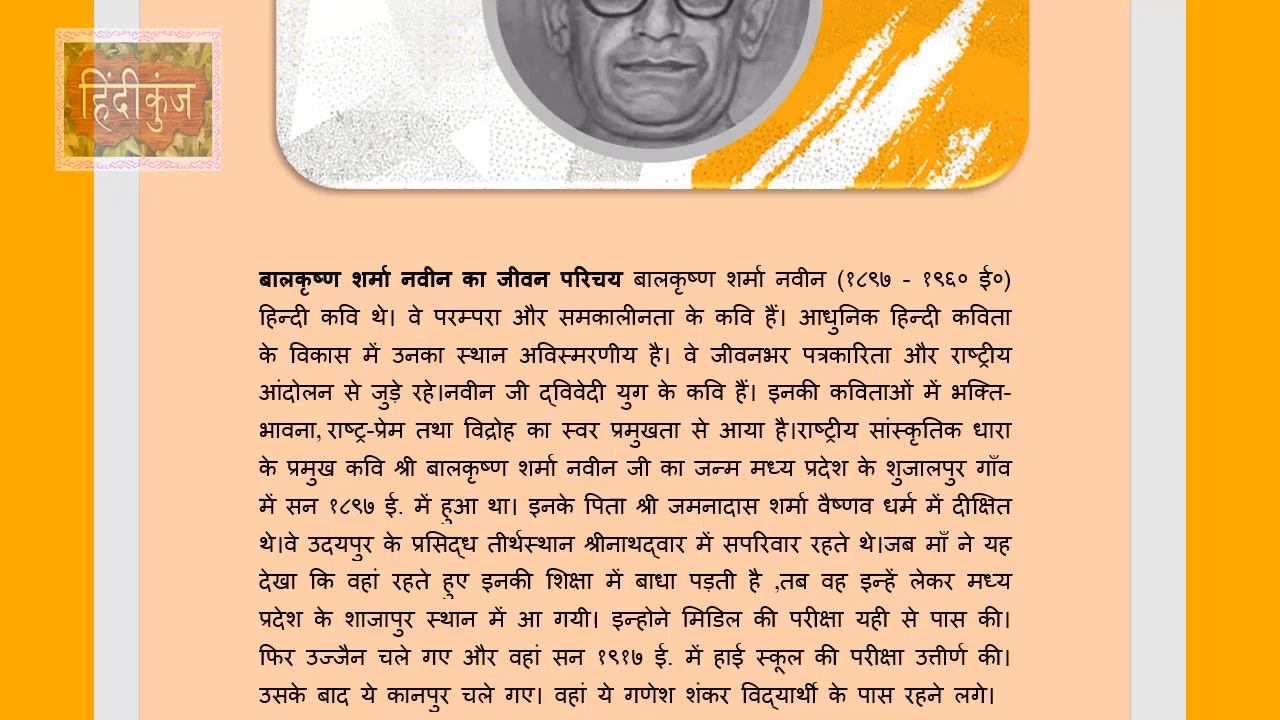 हिंदीकुंज
बालकृष्ण शर्मा नवीन का जीवन परिचय बालकृष्ण शर्मा नवीन (१८९७ - १९६० ई०)
हिन्दी कवि थे। वे परम्परा और समकालीनता के कवि हैं। आधुनिक हिन्दी कविता
के विकास में उनका स्थान अविस्मरणीय है। वे जीवनभर पत्रकारिता और राष्ट्रीय
आंदोलन से जुड़े रहे।नवीन जी द्विवेदी युग के कवि हैं। इनकी कविताओं में भक्ति-
भावना, राष्ट्र-प्रेम तथा विद्रोह का स्वर प्रमुखता से आया है।राष्ट्रीय सांस्कृतिक धारा
के प्रमुख कवि श्री बालकृष्ण शर्मा नवीन जी का जन्म मध्य प्रदेश के शुजालपुर गाँव
में सन १८९७ ई. में हुआ था। इनके पिता श्री जमनादास शर्मा वैष्णव धर्म में दीक्षित
थे।वे उदयपुर के प्रसिद्ध तीर्थस्थान श्रीनाथद्वार में सपरिवार रहते थे।जब माँ ने यह
देखा कि वहां रहते हुए इनकी शिक्षा में बाधा पड़ती है ,तब वह इन्हें लेकर मध्य
प्रदेश के शाजापुर स्थान में आ गयी। इन्होने मिडिल की परीक्षा यही से पास की।
फिर उज्जैन चले गए और वहां सन १९१७ ई. में हाई स्कूल की परीक्षा उत्तीर्ण की।
उसके बाद ये कानपुर चले गए। वहां ये गणेश शंकर विद्यार्थी के पास रहने लगे।